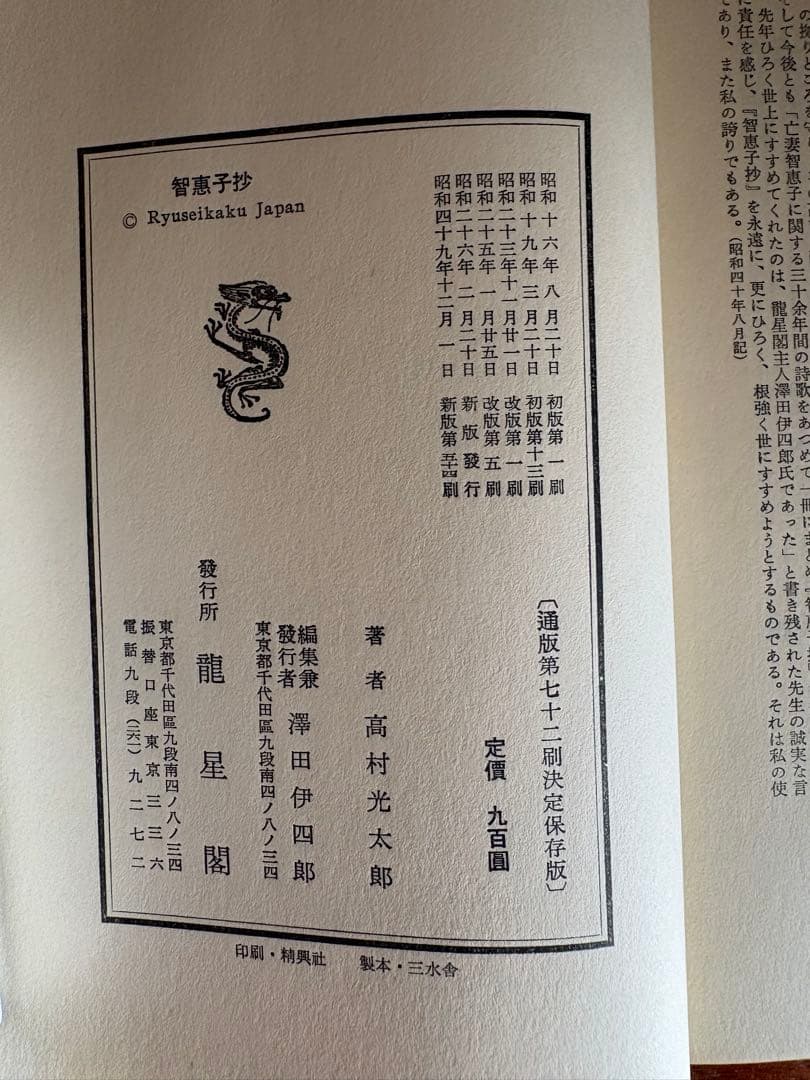 そして今後とも「亡妻智恵子に関する三十余年間の詩歌をあつめて一冊にまとめ
先年ひろく世上にすすめてくれたのは、龍星閣主人澤田伊四郎氏であった」と書き残された先生の誠実な言
に責任を感じ、『智恵子抄』を永遠に、更にひろく、根強く世にすすめようとするものである。それは私の使
であり、また私の誇りでもある。(昭和四十年八月記)
昭和十六年八月二十日 初版第一刷
昭和十九年三月二十日 初版第十三刷
昭和二十三年十一月廿一日 改版第一刷
昭和二十五年一月廿五日 改版第五刷
昭和二十六年二月二十日 新版發行
昭和四十九年十二月一日 新版第五十四刷
〔通版第七十二刷決定保存版〕
定價 九百圓
著者 高村光太郎
編集兼
發行者 澤田伊四郎
東京都千代田區九段南四ノ八ノ三四
發行所 龍星閣
東京都千代田區九段南四ノ八ノ三四
振替口座東京三三六
電話九段(二六一)九二七二
智惠子抄
© Ryuseikaku Japan
印刷・精興社 製本・三水舎